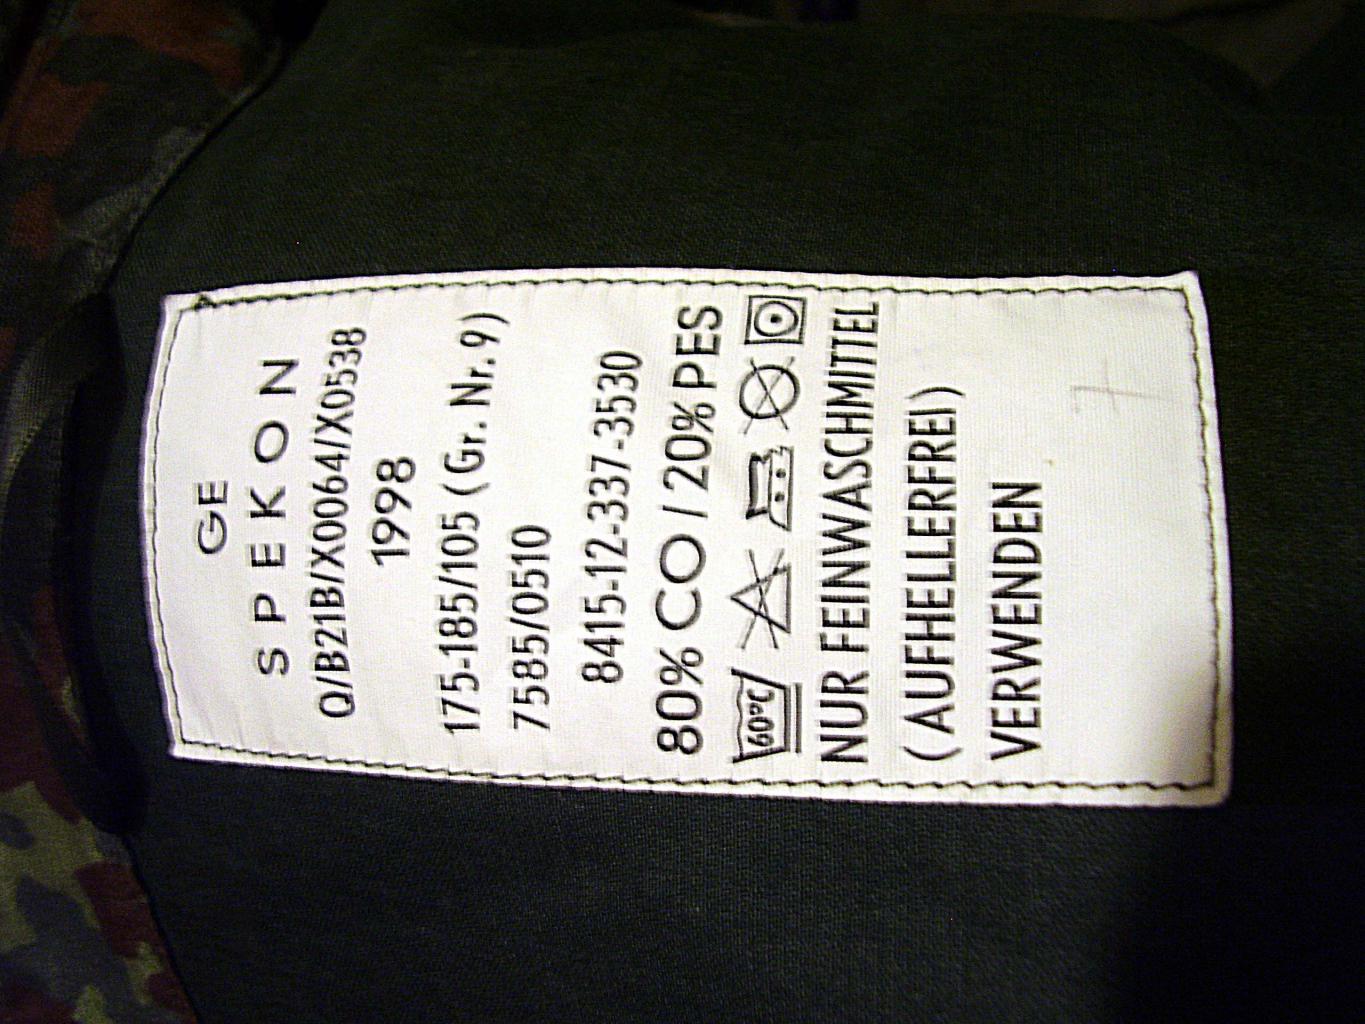 GE
SPEKON
Q/B21B/X0064/X0538
1998
175-185/105 (Gr. Nr. 9)
7585/0510
8415-12-337-3530
80% CO / 20% PES
60°C
NUR FEINWASCHMITTEL
(AUFHELLERFREI)
VERWENDEN